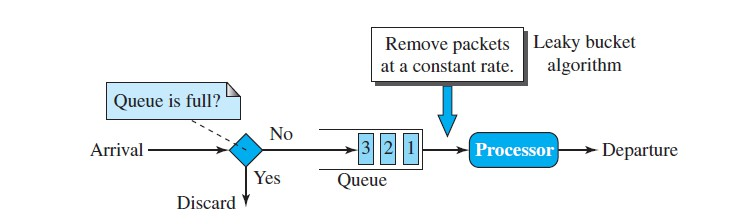 Remove packets
at a constant rate.
Leaky bucket
algorithm
Queue is full?
No
Arrival
3 2 1
Processor
Departure
Yes
Queue
Discard